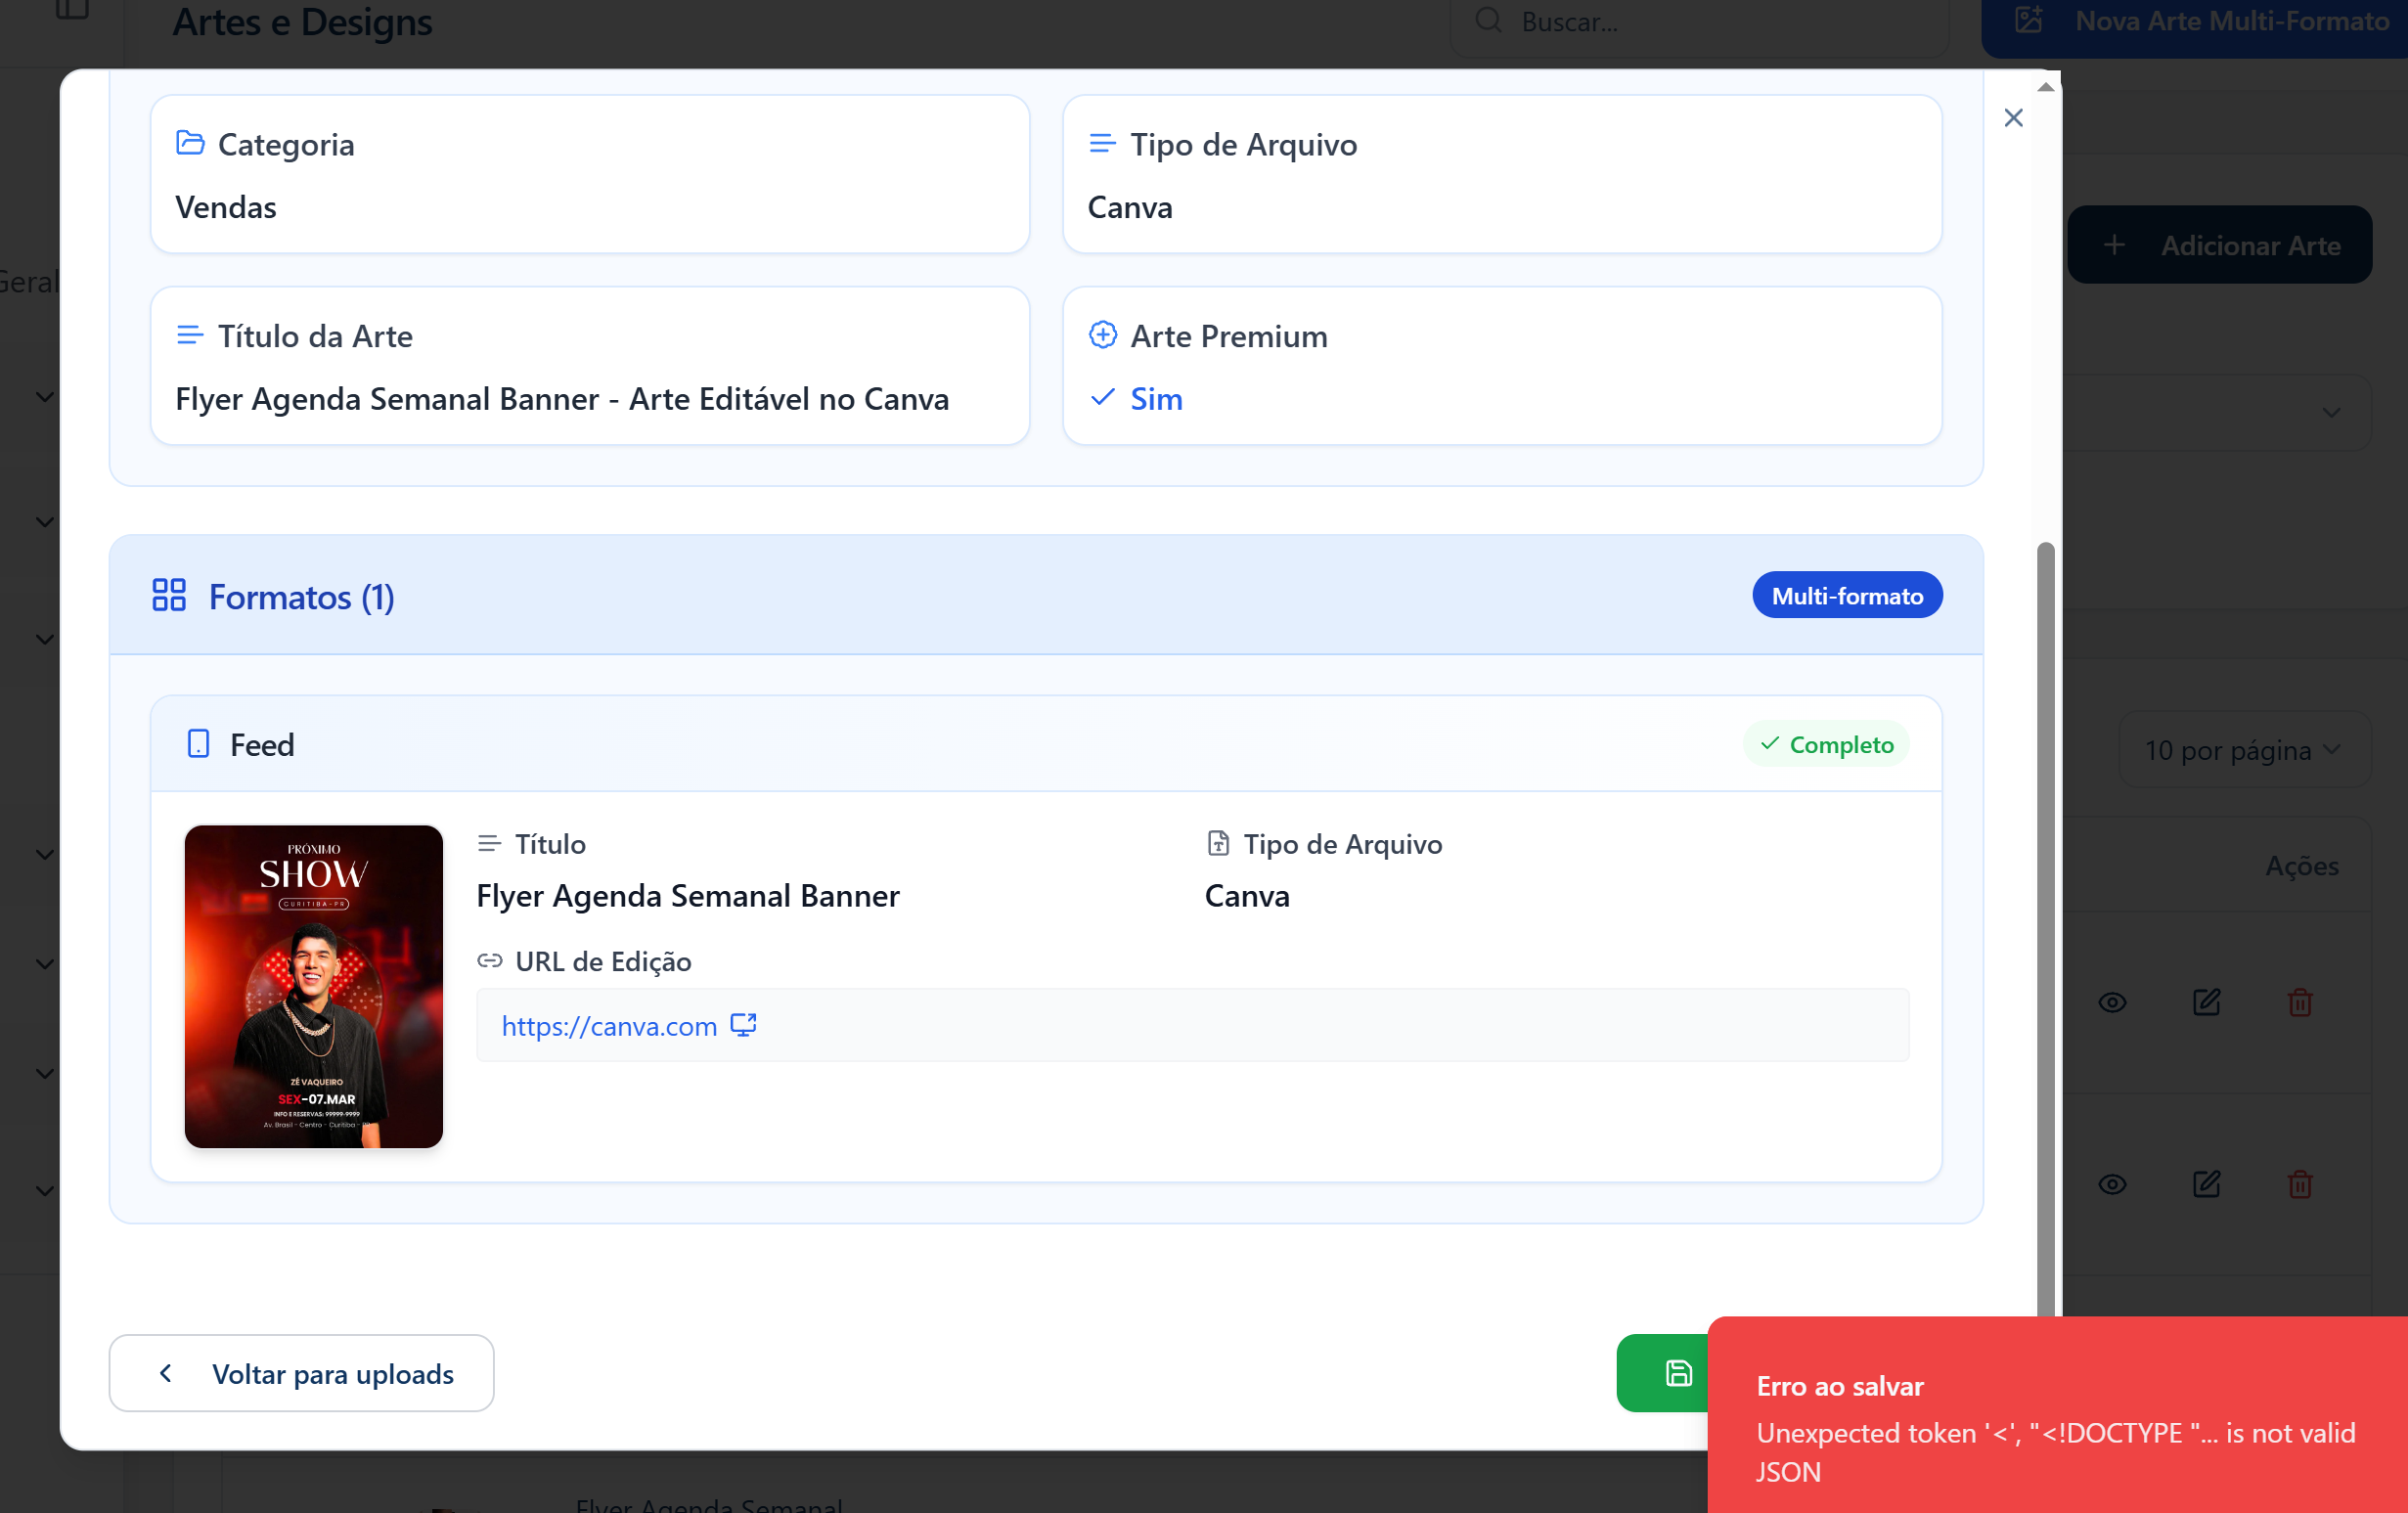 Artes e Designs
Buscar...
Nova Arte Multi-Formato
Geral
Adicionar Arte
Categoria
Vendas
Tipo de Arquivo
Canva
Título da Arte
Flyer Agenda Semanal Banner - Arte Editável no Canva
Arte Premium
Sim
Formatos (1)
Multi-formato
Feed
Completo
10 por página
Ações
PRÓXIMO
SHOW
CURITIBA-PR
ZÉ VAQUEIRO
SEX-07.MAR
INFO E RESERVAS: 99999-9999
Av. Brasil - Centro - Curitiba - PR
Título
Flyer Agenda Semanal Banner
Tipo de Arquivo
Canva
URL de Edição
https://canva.com
Voltar para uploads
Erro ao salvar
Unexpected token '<', "<!DOCTYPE "... is not valid
JSON
Flyer Agenda Semanal